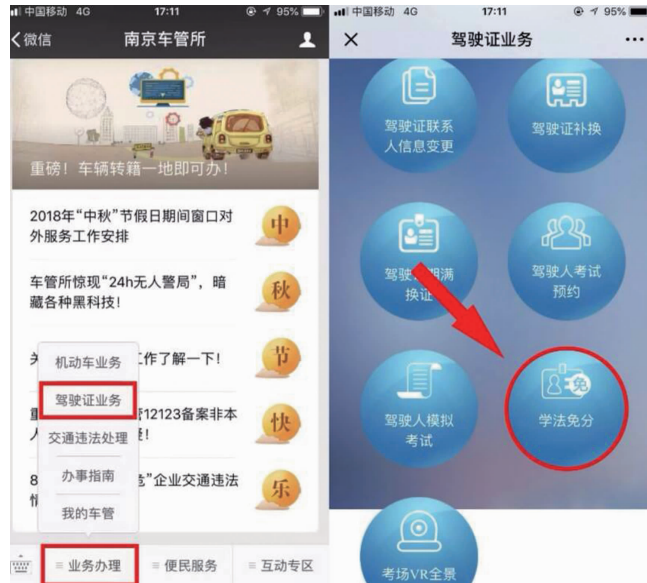 中国移动 4G 17:11 95%
微信 南京车管所
重磅！车辆转籍一地即可办！
2018年“中秋”节假日期间窗口对
外服务工作安排
中
车管所惊现“24h无人警局”，暗
藏各种黑科技！
秋
关
工作了解一下！
节
12123备案非本
快
”企业交通违法
乐
机动车业务
驾驶证业务
交通违法处理
办事指南
我的车管
业务办理 便民服务 互动专区
中国移动 4G 17:11 95%
驾驶证业务
驾驶证联系
人信息变更
驾驶证补换
驾驶 期满
换证
驾驶人考试
预约
驾驶人模拟
考试
免
学法免分
考场VR全景